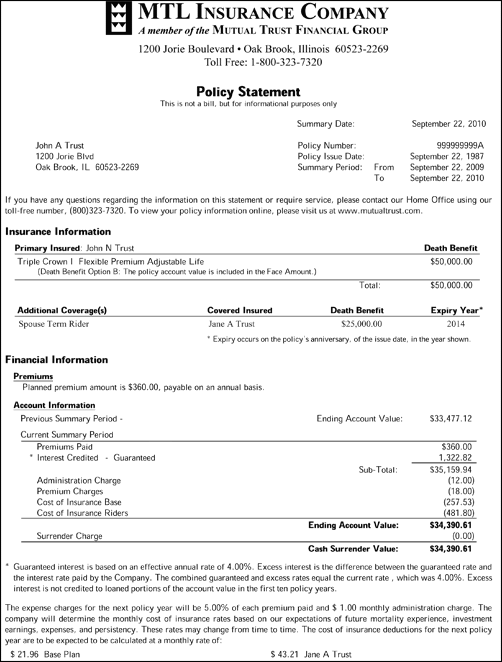 MTL INSURANCE COMPANY
A member of the MUTUAL TRUST FINANCIAL GROUP
1200 Jorie Boulevard • Oak Brook, Illinois 60523-2269
Toll Free: 1-800-323-7320
Policy Statement
This is not a bill, but for informational purposes only
Summary Date: September 22, 2010
John A Trust Policy Number: 999999999A
1200 Jorie Blvd Policy Issue Date: September 22, 1987
Oak Brook, IL 60523-2269 Summary Period: From September 22, 2009
To September 22, 2010
If you have any questions regarding the information on this statement or require service, please contact our Home Office using our
toll-free number, (800)323-7320. To view your policy information online, please visit us at www.mutualtrust.com.
Insurance Information
Primary Insured: John N Trust Death Benefit
Triple Crown I Flexible Premium Adjustable Life $50,000.00
(Death Benefit Option B: The policy account value is included in the Face Amount.)
Total: $50,000.00
Additional Coverage(s) Covered Insured Death Benefit Expiry Year*
Spouse Term Rider Jane A Trust $25,000.00 2014
* Expiry occurs on the policy's anniversary, of the issue date, in the year shown.
Financial Information
Premiums
Planned premium amount is $360.00, payable on an annual basis.
Account Information
Previous Summary Period - Ending Account Value: $33,477.12
Current Summary Period
Premiums Paid $360.00
* Interest Credited - Guaranteed 1,322.82
Sub-Total: $35,159.94
Administration Charge (12.00)
Premium Charges (18.00)
Cost of Insurance Base (257.53)
Cost of Insurance Riders (481.80)
Ending Account Value: $34,390.61
Surrender Charge (0.00)
Cash Surrender Value: $34,390.61
* Guaranteed interest is based on an effective annual rate of 4.00%. Excess interest is the difference between the guaranteed rate and
the interest rate paid by the Company. The combined guaranteed and excess rates equal the current rate , which was 4.00%. Excess
interest is not credited to loaned portions of the account value in the first ten policy years.
The expense charges for the next policy year will be 5.00% of each premium paid and $ 1.00 monthly administration charge. The
company will determine the monthly cost of insurance rates based on our expectations of future mortality experience, investment
earnings, expenses, and persistency. These rates may change from time to time. The cost of insurance deductions for the next policy
year are expected to be calculated at a monthly rate of:
$ 21.96 Base Plan $ 43.21 Jane A Trust